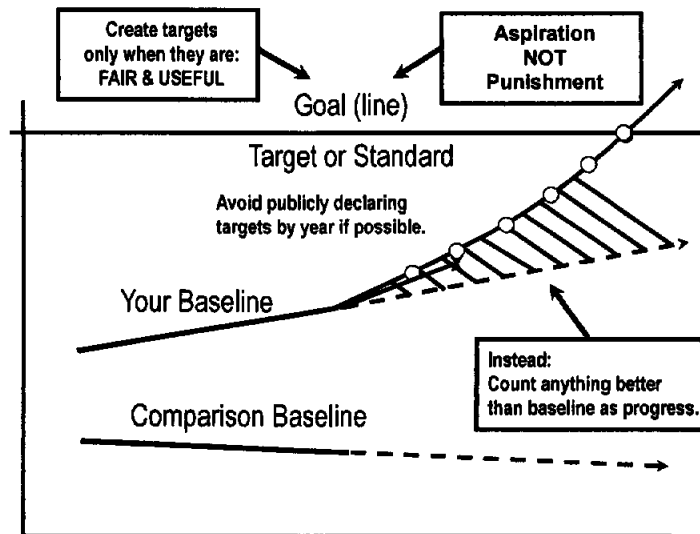 Create targets
only when they are:
FAIR & USEFUL
Aspiration
NOT
Punishment
Goal (line)
Target or Standard
Avoid publicly declaring
targets by year if possible.
Your Baseline
Instead:
Count anything better
than baseline as progress.
Comparison Baseline